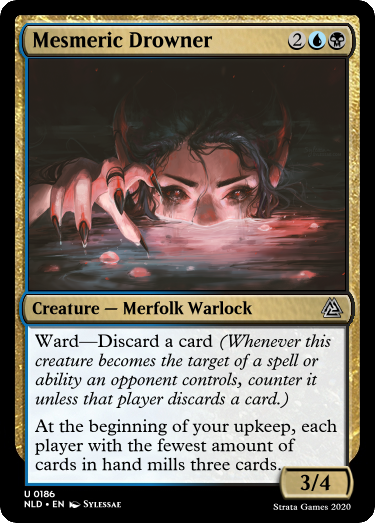 Mesmeric Drowner 2
Creature — Merfolk Warlock
Ward—Discard a card (Whenever this
creature becomes the target of a spell or
ability an opponent controls, counter it
unless that player discards a card.)
At the beginning of your upkeep, each
player with the fewest amount of
cards in hand mills three cards.
3/4
U 0186
NLD • EN SYLESSAE
Strata Games 2020